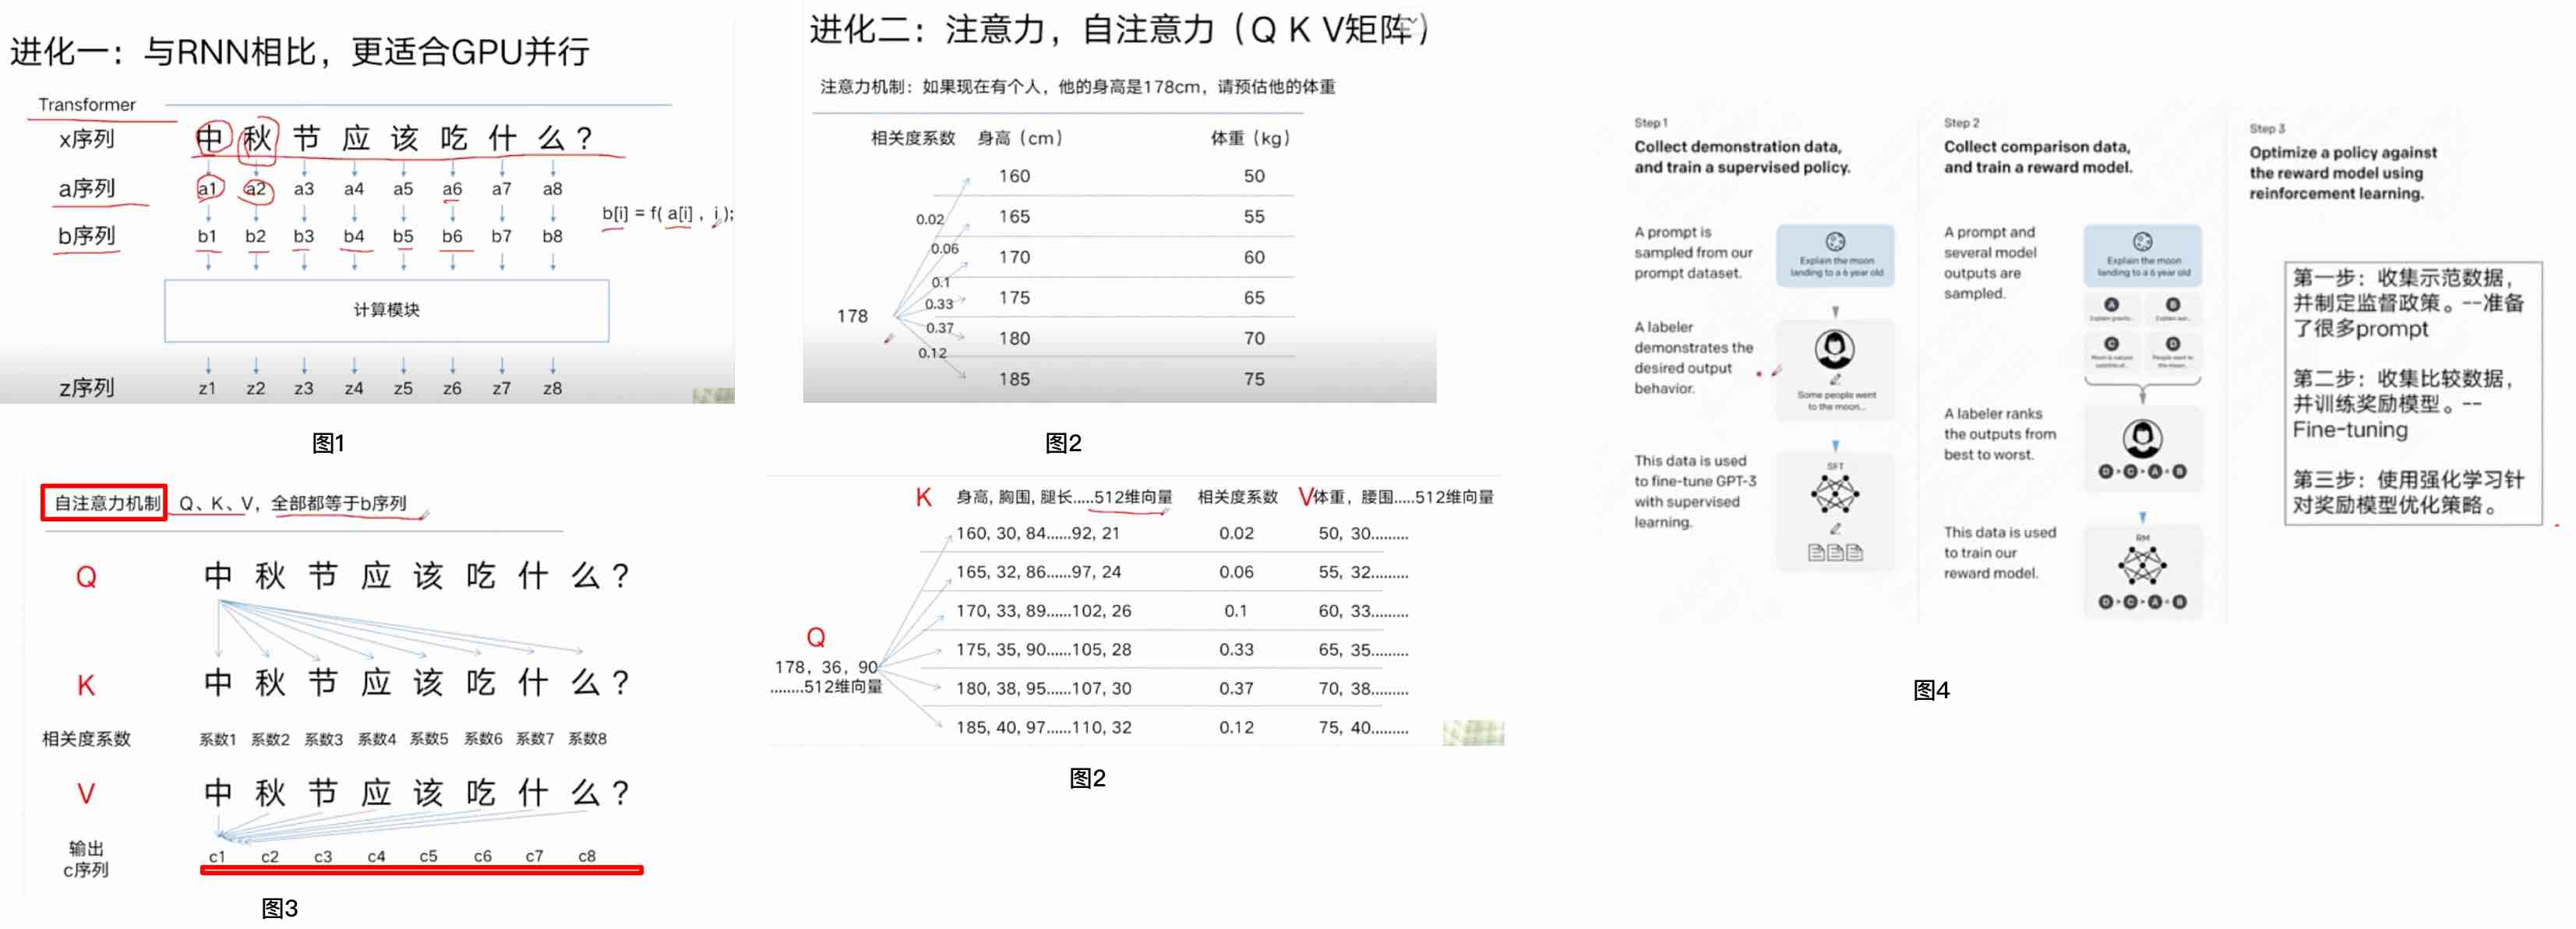 进化一：与RNN相比，更适合GPU并行
Transformer
x序列 中 秋 节 应 该 吃 什 么？
a序列 a1 a2 a3 a4 a5 a6 a7 a8
b[i] = f( a[i] , i );
b序列 b1 b2 b3 b4 b5 b6 b7 b8
计算模块
z序列 z1 z2 z3 z4 z5 z6 z7 z8
图1
进化二：注意力，自注意力（Q K V矩阵）
注意力机制：如果现在有个人，他的身高是178cm，请预估他的体重
相关度系数 身高（cm） 体重（kg）
160 50
0.02 165 55
0.06 170 60
0.1
0.33 175 65
178
0.37 180 70
0.12 185 75
图2
自注意力机制 Q、K、V，全部都等于b序列
Q 中 秋 节 应 该 吃 什 么？
K 中 秋 节 应 该 吃 什 么？
相关度系数 系数1 系数2 系数3 系数4 系数5 系数6 系数7 系数8
V 中 秋 节 应 该 吃 什 么？
输出
c序列 c1 c2 c3 c4 c5 c6 c7 c8
图3
K 身高，胸围，腿长.....512维向量 相关度系数 V体重，腰围.....512维向量
160, 30, 84......92, 21 0.02 50, 30.........
165, 32, 86......97, 24 0.06 55, 32.........
170, 33, 89......102, 26 0.1 60, 33.........
Q
178，36，90
........512维向量
175, 35, 90......105, 28 0.33 65, 35.........
180, 38, 95......107, 30 0.37 70, 38.........
185, 40, 97......110, 32 0.12 75, 40.........
图2
Step 1
Collect demonstration data,
and train a supervised policy.
A prompt is
sampled from our
prompt dataset.
Explain the moon
landing to a 6 year old
A labeler
demonstrates the
desired output
behavior.
Some people went
to the moon...
This data is used
to fine-tune GPT-3
with supervised
learning.
SFT
Step 2
Collect comparison data,
and train a reward model.
A prompt and
several model
outputs are
sampled.
Explain the moon
landing to a 6 year old
A B
Explain gravity... Explain war...
C D
Moon is natural
satellite of...
People went to
the moon...
A labeler ranks
the outputs from
best to worst.
D > C > A = B
This data is used
to train our
reward model.
RM
D > C > A = B
Step 3
Optimize a policy against
the reward model using
reinforcement learning.
第一步：收集示范数据，
并制定监督政策。--准备
了很多prompt
第二步：收集比较数据，
并训练奖励模型。--
Fine-tuning
第三步：使用强化学习针
对奖励模型优化策略。
图4